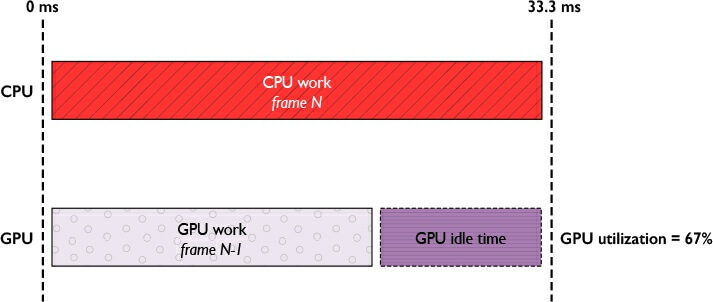 0 ms
33.3 ms
CPU
CPU work
frame N
GPU
GPU work
frame N-1
GPU idle time
GPU utilization = 67%